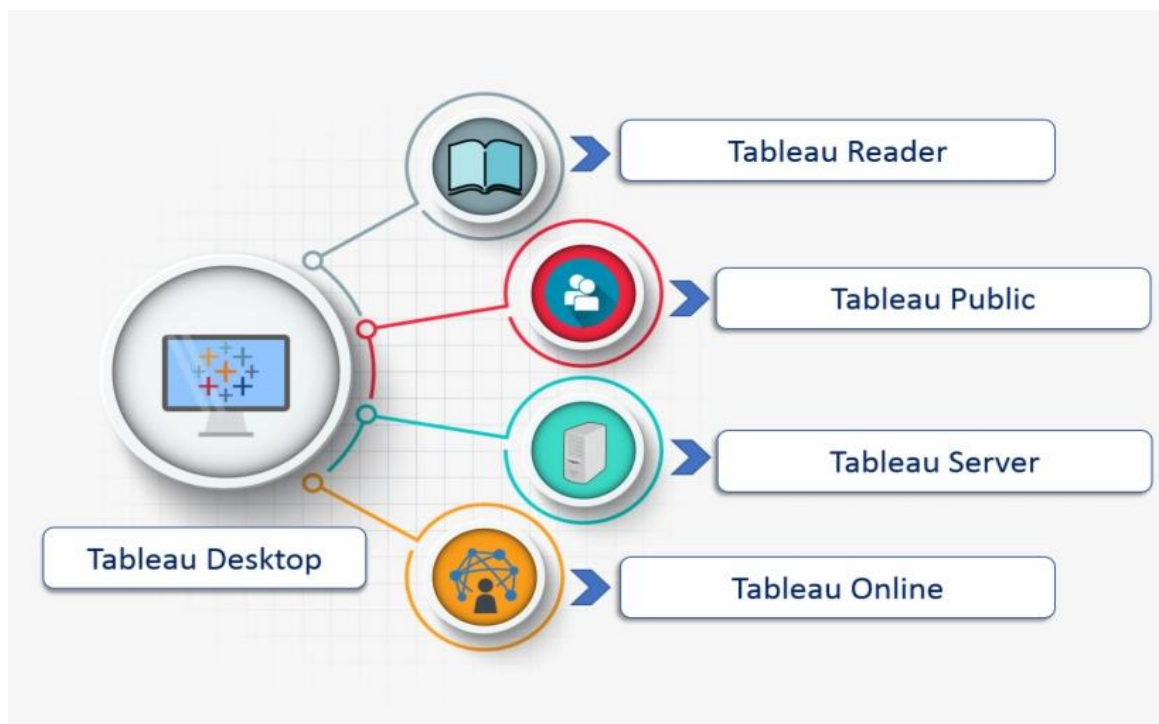 Tableau Reader
Tableau Public
Tableau Server
Tableau Desktop
Tableau Online